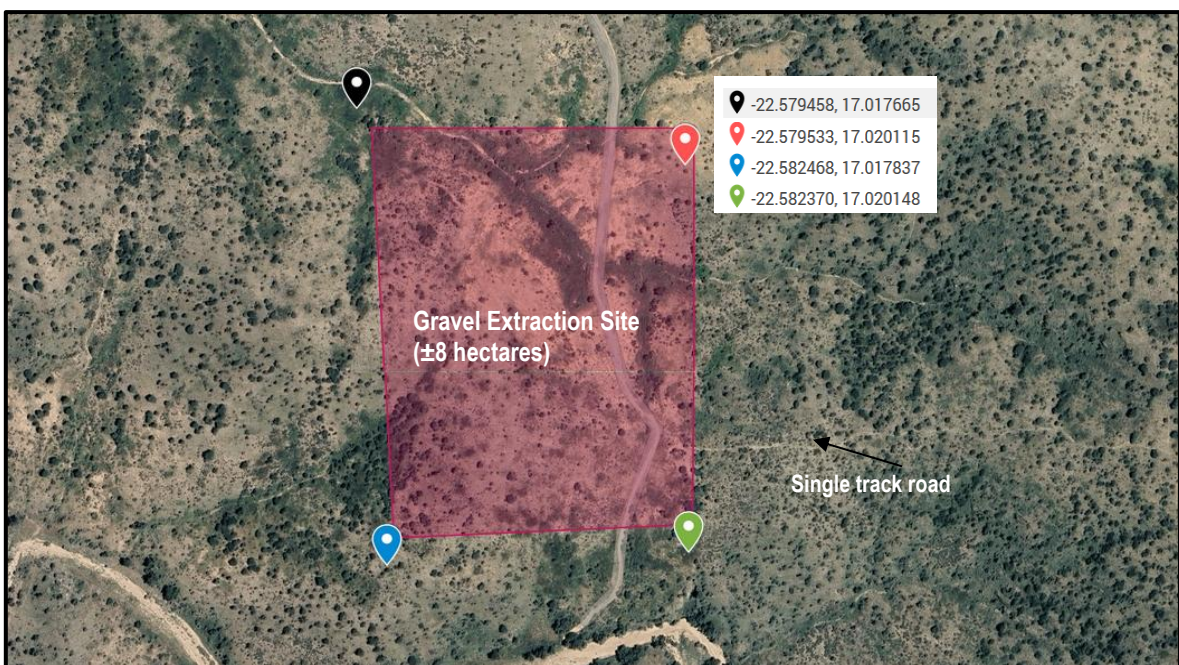 -22.579458, 17.017665
-22.579533, 17.020115
-22.582468, 17.017837
-22.582370, 17.020148
Gravel Extraction Site
(±8 hectares)
Single track road